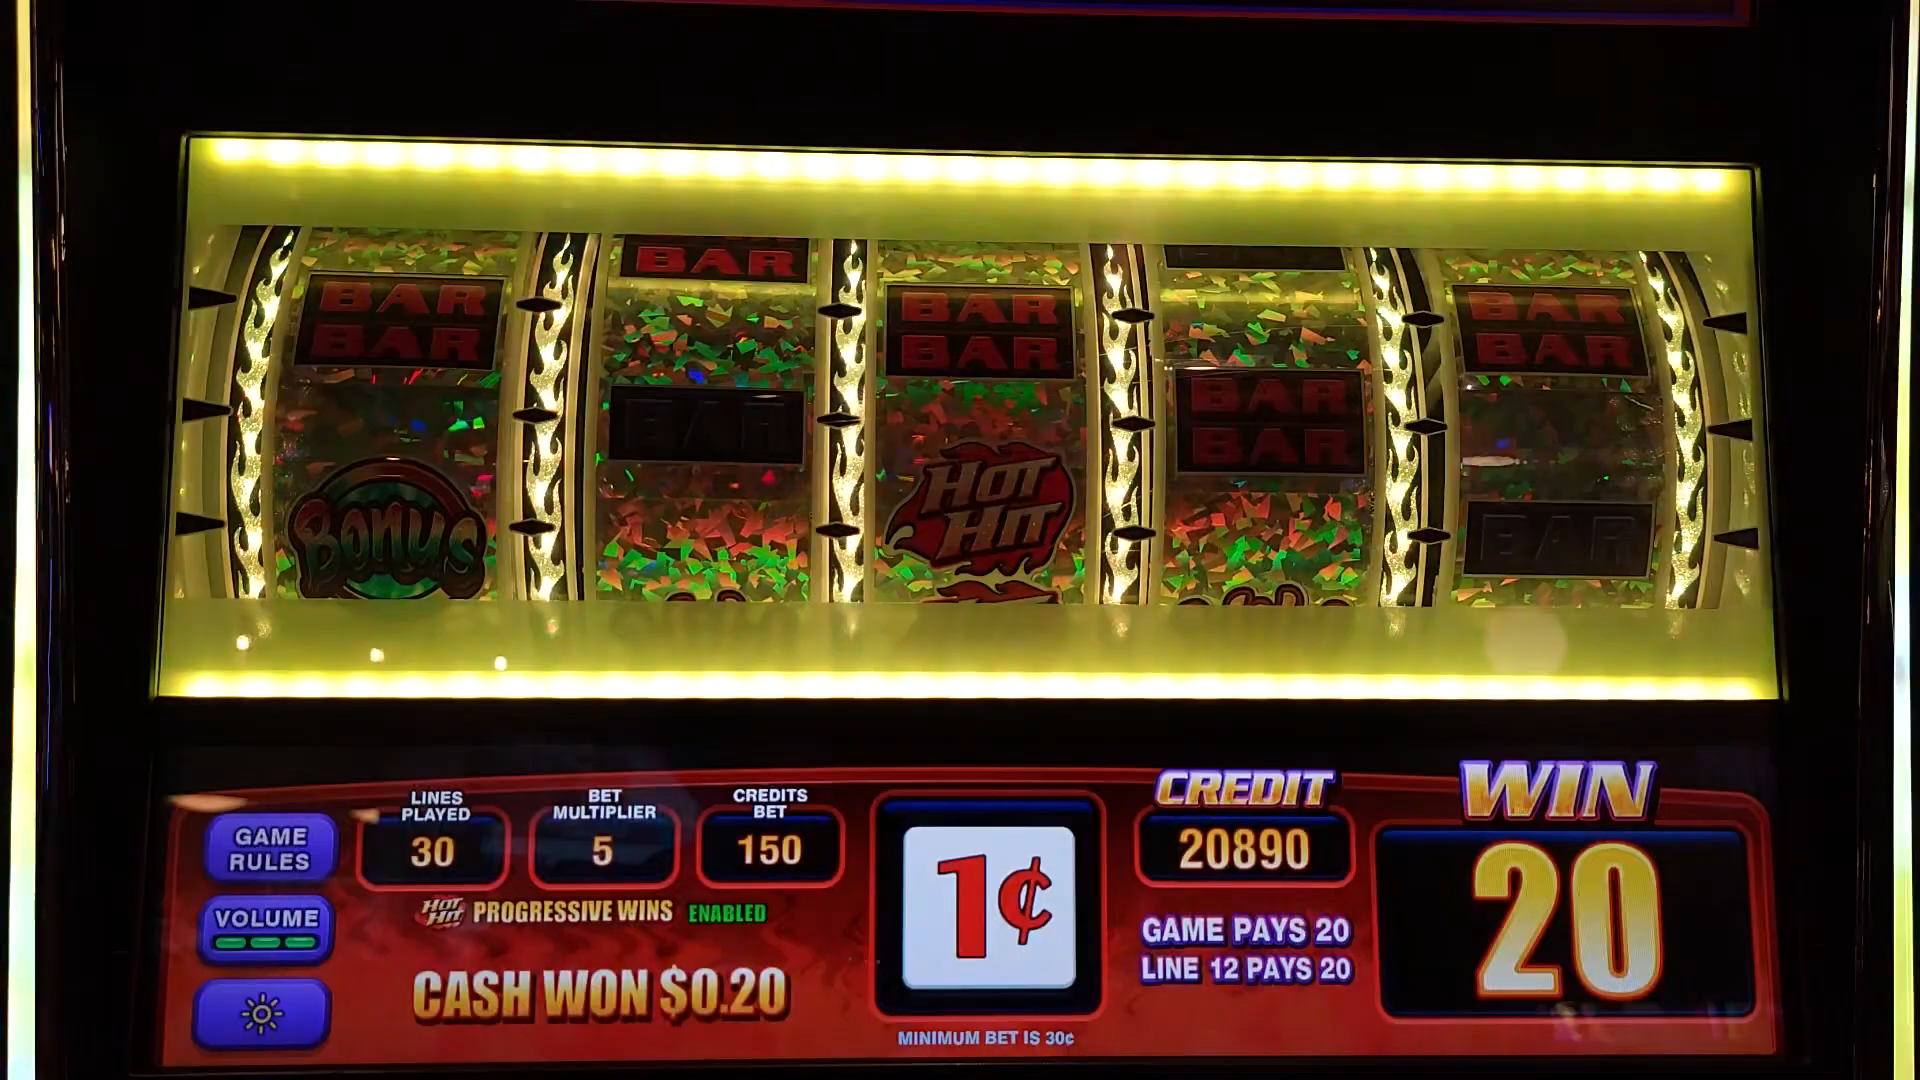 BAR
BAR
BAR
BAR
BAR
BAR
BAR
BAR
BAR
BAR
BAR
Bonus
HOT
HIT
BAR
LINES
PLAYED
30
BET
MULTIPLIER
5
CREDITS
BET
150
GAME
RULES
VOLUME
HOT HIT PROGRESSIVE WINS ENABLED
CASH WON $0.20
1¢
MINIMUM BET IS 30¢
CREDIT
20890
GAME PAYS 20
LINE 12 PAYS 20
WIN
20